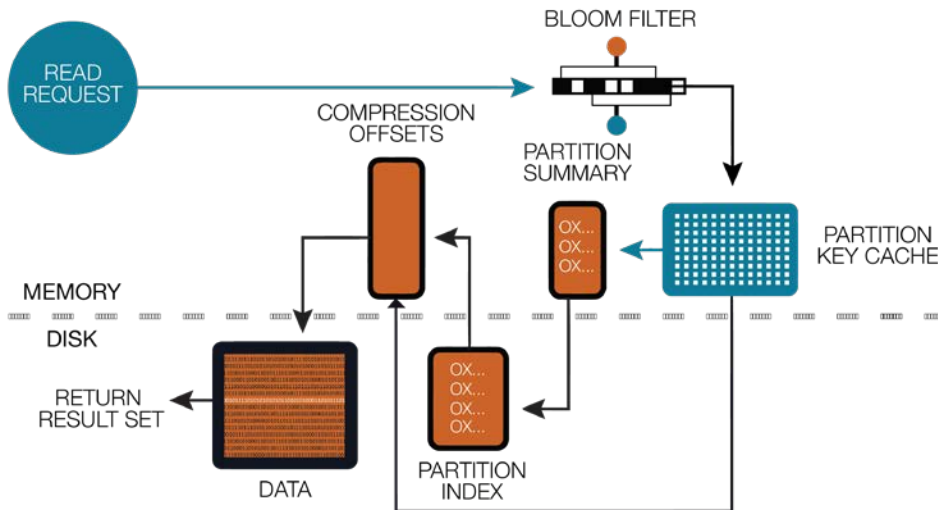 BLOOM FILTER
READ
REQUEST
COMPRESSION
OFFSETS
PARTITION
SUMMARY
OX...
OX...
OX...
PARTITION
KEY CACHE
MEMORY
DISK
OX...
OX...
OX...
OX...
RETURN
RESULT SET
DATA
PARTITION
INDEX